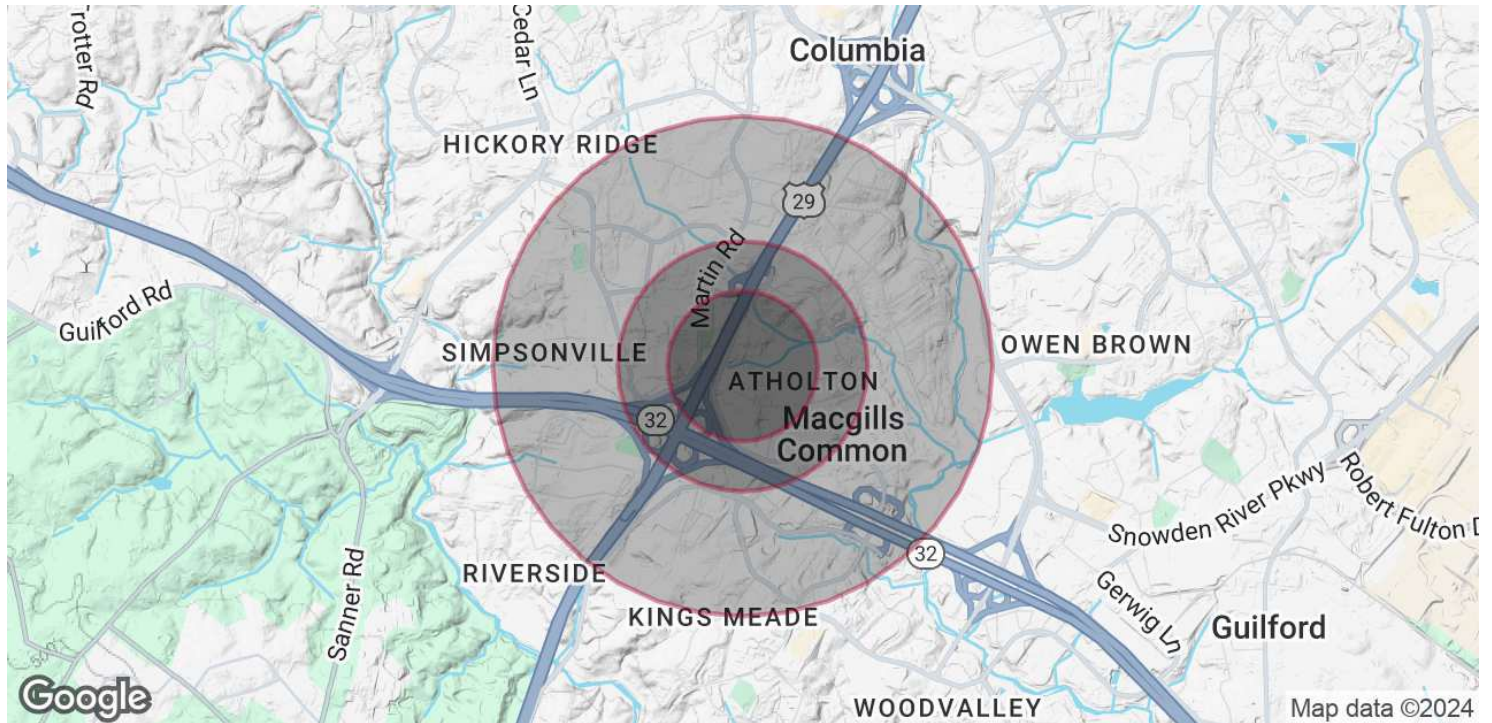 Trotter Rd
Cedar Ln
Columbia
HICKORY RIDGE
29
Martin Rd
Guilford Rd
SIMPSONVILLE
OWEN BROWN
ATHOLTON
32
Macgills
Common
Snowden River Pkwy
Robert Fulton D
32
RIVERSIDE
Sanner Rd
KINGS MEADE
Gerwig Ln
Guilford
WOODVALLEY
Google
Map data ©2024